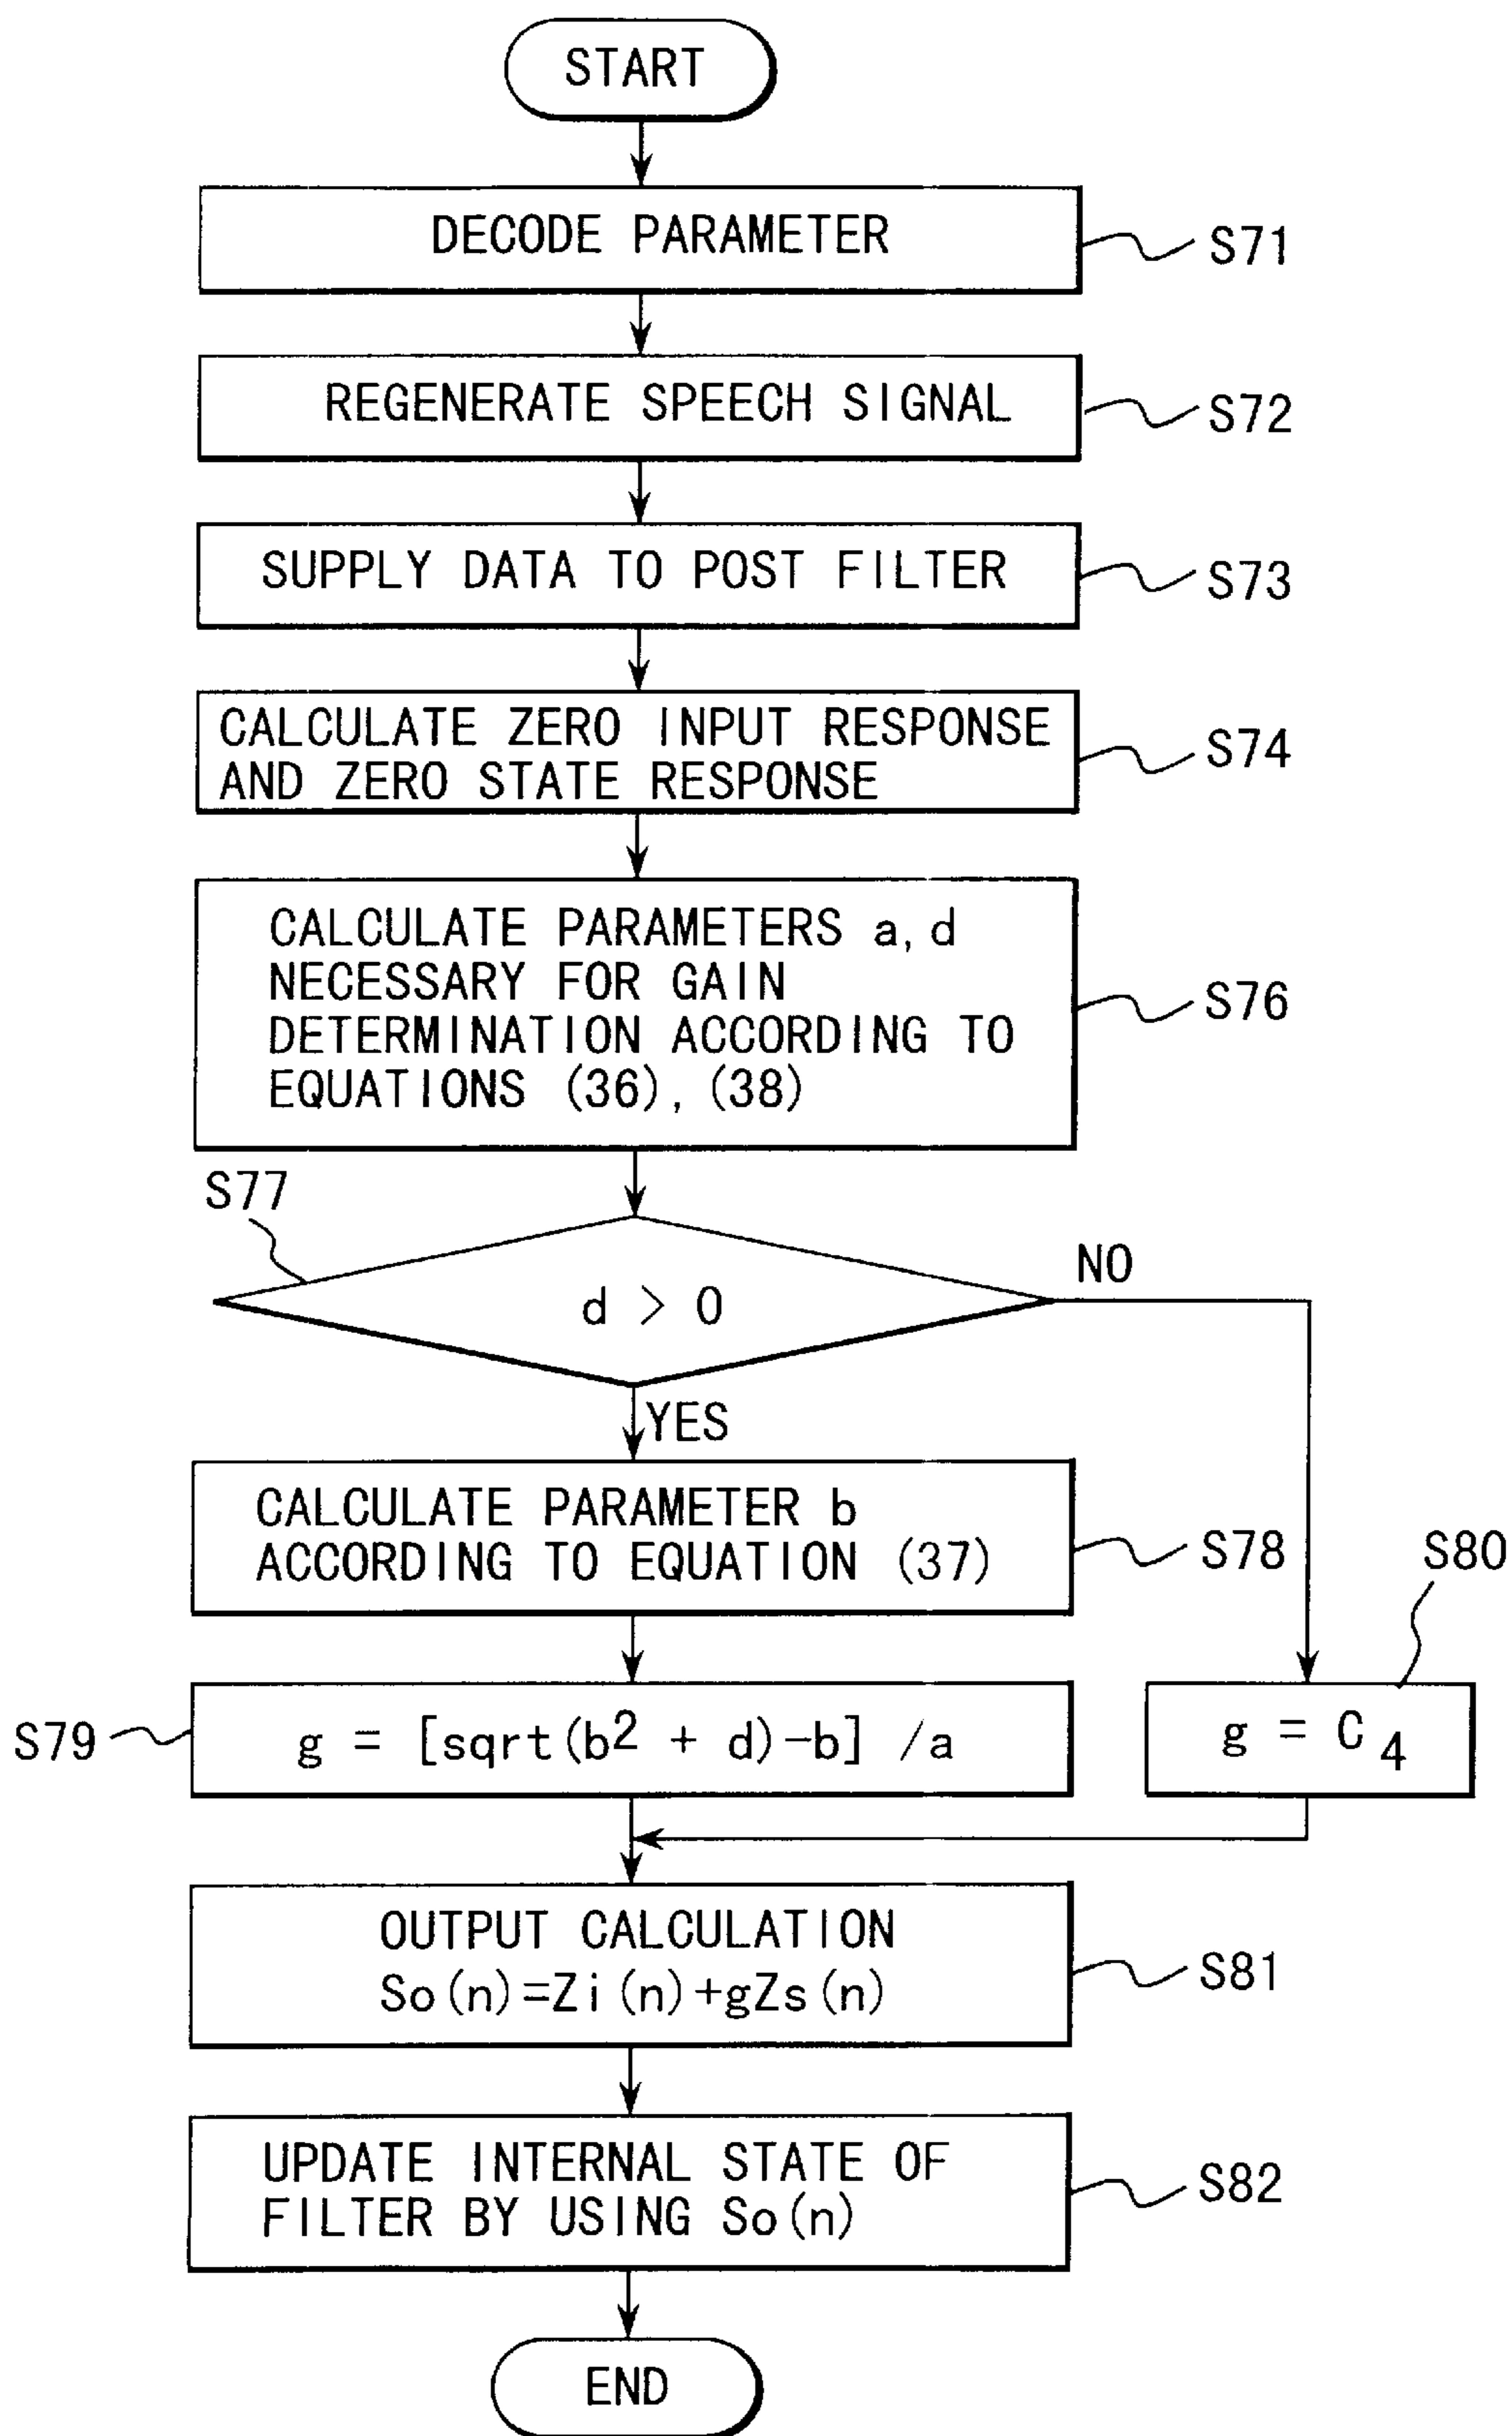 START
DECODE PARAMETER
S71
REGENERATE SPEECH SIGNAL
S72
SUPPLY DATA TO POST FILTER
S73
CALCULATE ZERO INPUT RESPONSE
AND ZERO STATE RESPONSE
S74
CALCULATE PARAMETERS a, d
NECESSARY FOR GAIN
DETERMINATION ACCORDING TO
EQUATIONS (36), (38)
S76
S77
d > 0
NO
YES
CALCULATE PARAMETER b
ACCORDING TO EQUATION (37)
S78
S80
S79
g = [sqrt(b² + d)-b] /a
g = C₄
OUTPUT CALCULATION
So(n)=Zi(n)+gZs(n)
S81
UPDATE INTERNAL STATE OF
FILTER BY USING So(n)
S82
END